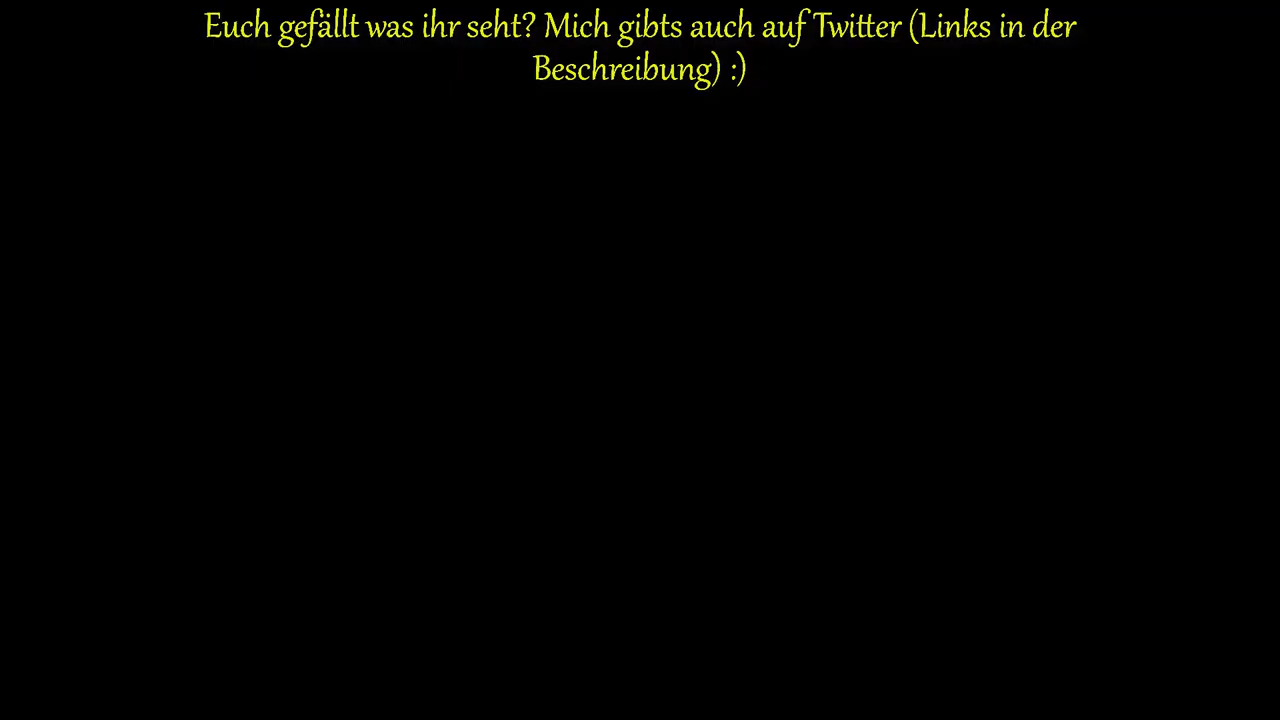 Euch gefällt was ihr seht? Mich gibts auch auf Twitter (Links in der
Beschreibung) :)